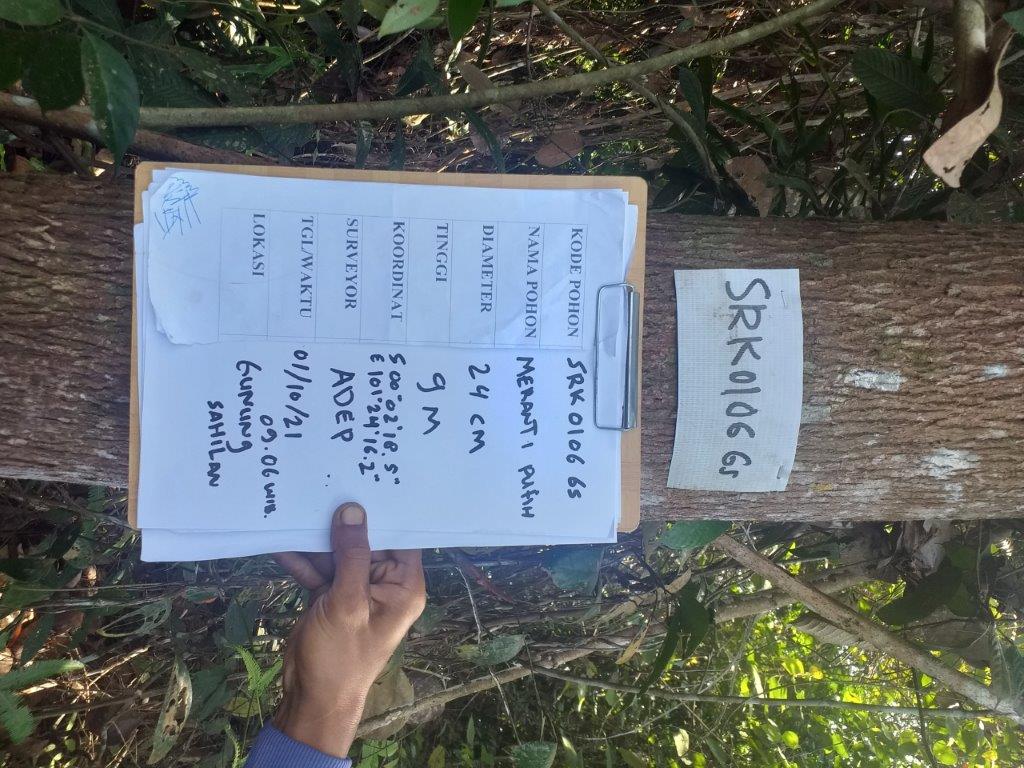 KODE POHON SRK 0106 Gs
NAMA POHON MERANTI PUTIH
DIAMETER 24 CM
TINGGI 9 M
KOORDINAT S 00°02'18.5"
E 101°24'16.2"
SURVEYOR ADEP
TGL/WAKTU 01/10/21
09.06 WIB.
LOKASI GUNUNG
SAHILAN
SRK0106 Gs